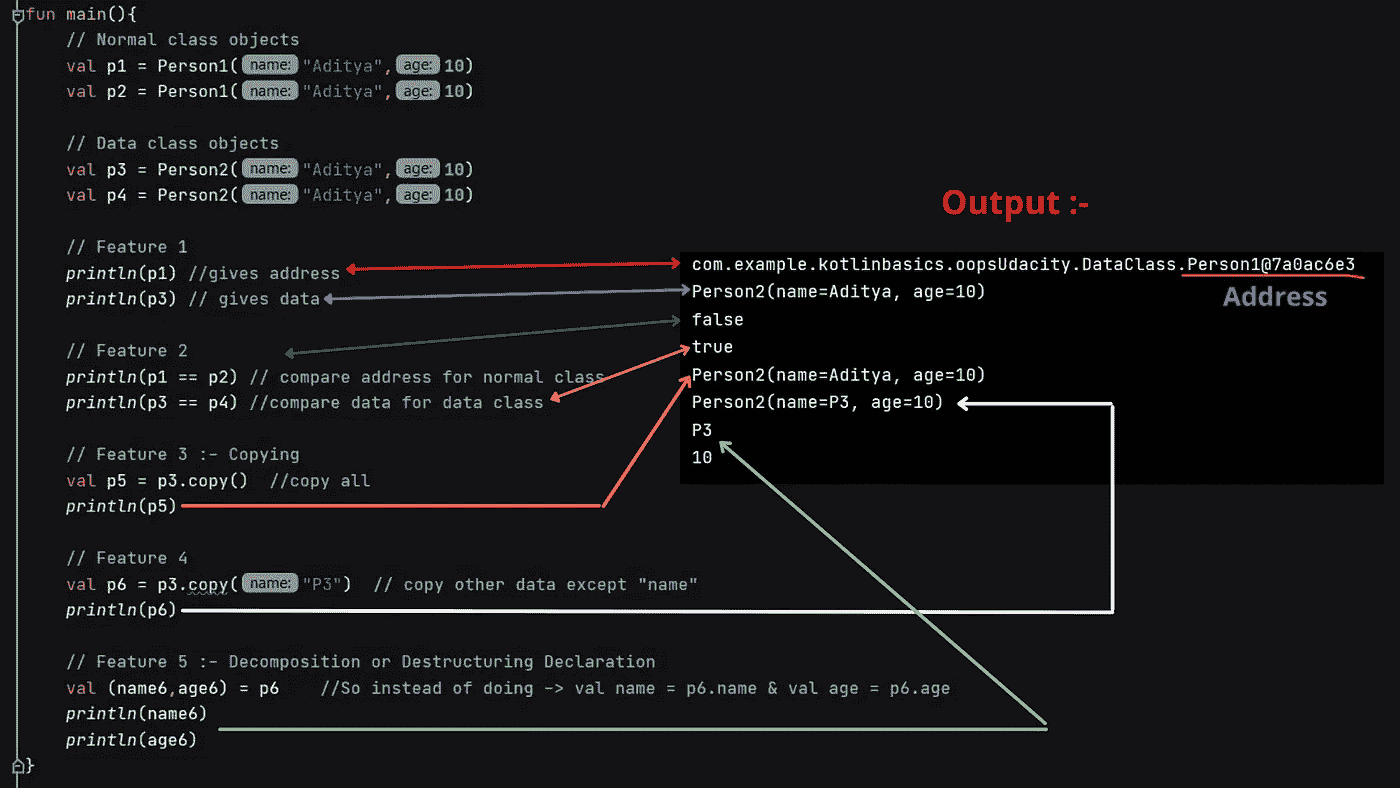 fun main(){
// Normal class objects
val p1 = Person1( name: "Aditya", age: 10)
val p2 = Person1( name: "Aditya", age: 10)
// Data class objects
val p3 = Person2( name: "Aditya", age: 10)
val p4 = Person2( name: "Aditya", age: 10)
// Feature 1
println(p1) //gives address
println(p3) // gives data
// Feature 2
println(p1 == p2) // compare address for normal class
println(p3 == p4) //compare data for data class
// Feature 3 :- Copying
val p5 = p3.copy() //copy all
println(p5)
// Feature 4
val p6 = p3.copy( name: "P3") // copy other data except "name"
println(p6)
// Feature 5 :- Decomposition or Destructuring Declaration
val (name6,age6) = p6 //So instead of doing -> val name = p6.name & val age = p6.age
println(name6)
println(age6)
}
Output :-
com.example.kotlinbasics.oopsUdacity.DataClass.Person1@7a0ac6e3
Address
Person2(name=Aditya, age=10)
false
true
Person2(name=Aditya, age=10)
Person2(name=P3, age=10)
P3
10